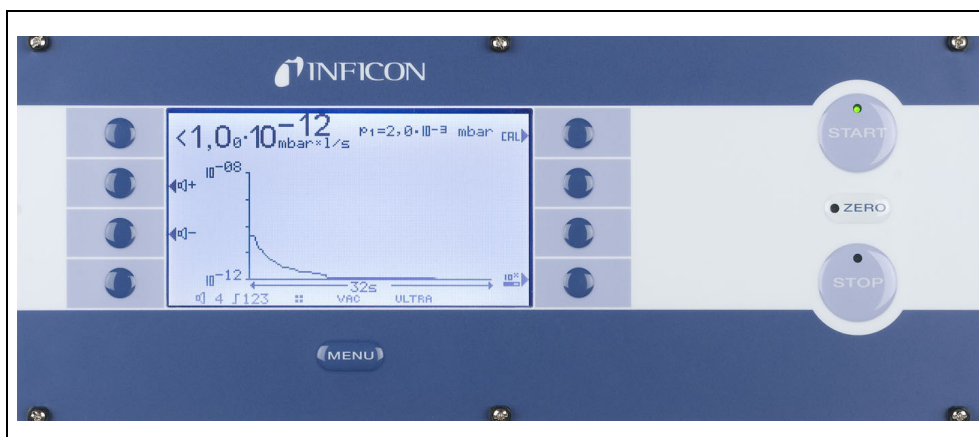 INFICON
<1,0₀·10⁻¹² mbar*l/s p1=2,0·10⁻³ mbar CAL
START
10⁻⁰⁸
+
ZERO
-
10⁻¹² 10ˣ
32s
STOP
4 123 VAC ULTRA
MENU